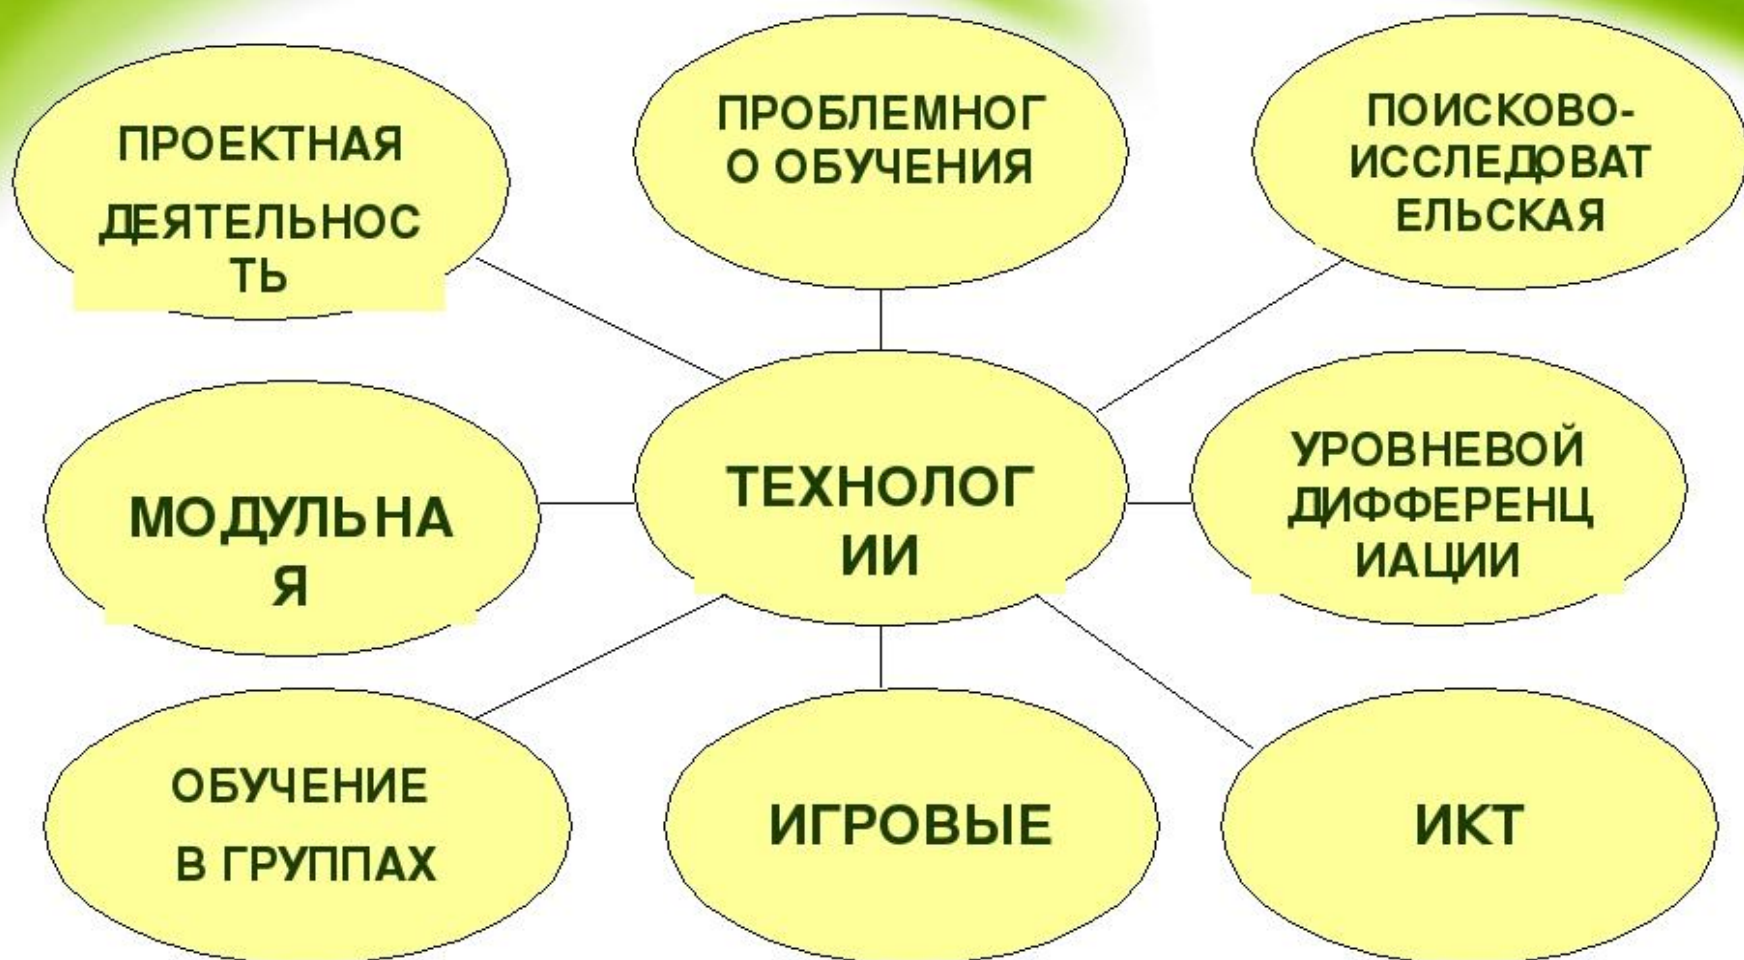 ПРОЕКТНАЯ
ДЕЯТЕЛЬНОС
ТЬ
ПРОБЛЕМНОГ
О ОБУЧЕНИЯ
ПОИСКОВО-
ИССЛЕДОВАТ
ЕЛЬСКАЯ
МОДУЛЬНА
Я
ТЕХНОЛОГ
ИИ
УРОВНЕВОЙ
ДИФФЕРЕНЦ
ИАЦИИ
ОБУЧЕНИЕ
В ГРУППАХ
ИГРОВЫЕ
ИКТ